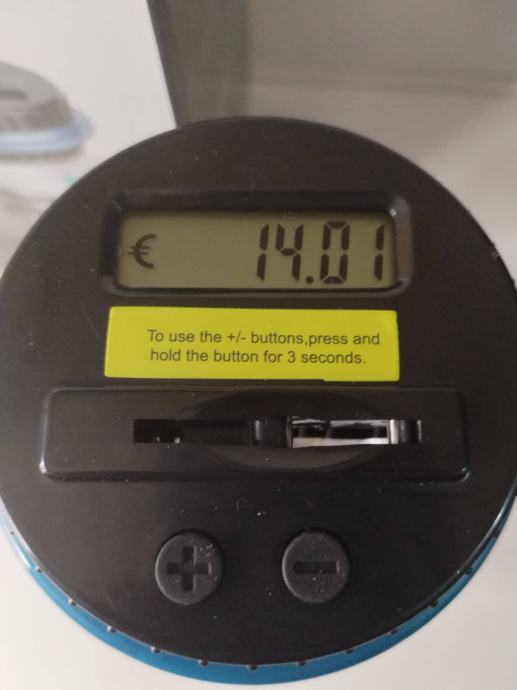 € 14.01
To use the +/- buttons,press and
hold the button for 3 seconds.
+ -